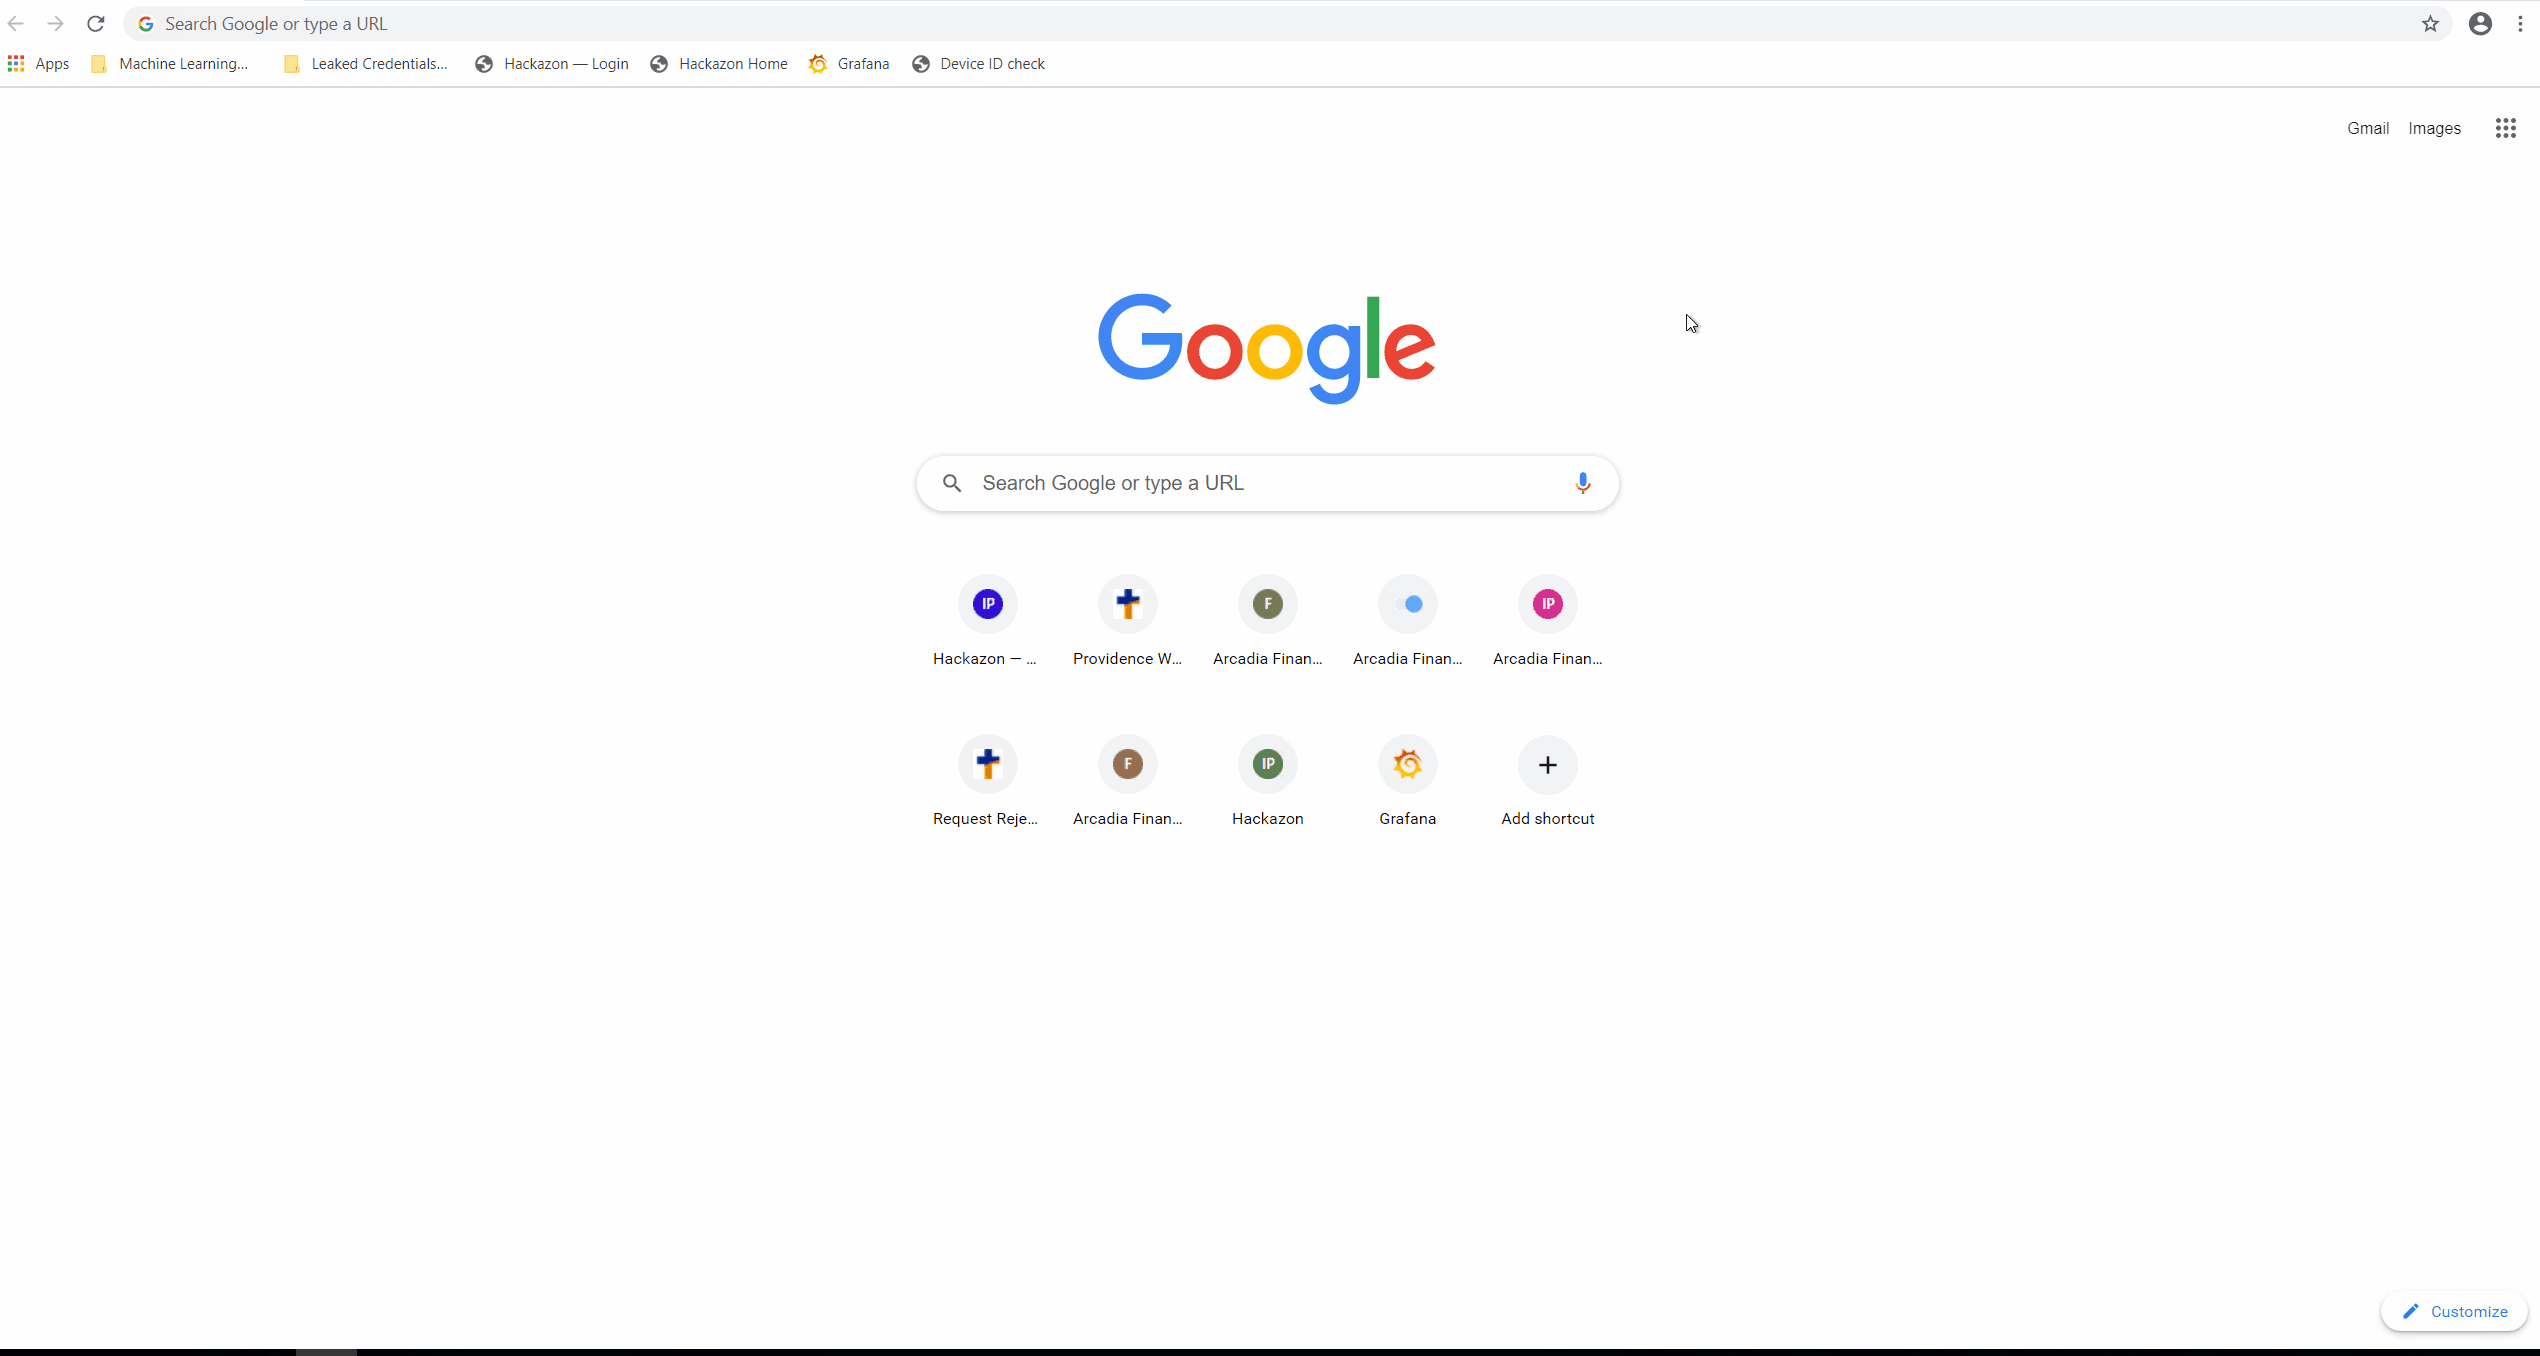 Search Google or type a URL
Apps Machine Learning... Leaked Credentials... Hackazon — Login Hackazon Home Grafana Device ID check
Gmail Images
Google
Search Google or type a URL
IP F IP
Hackazon — ... Providence W... Arcadia Finan... Arcadia Finan... Arcadia Finan...
F IP
Request Reje... Arcadia Finan... Hackazon Grafana Add shortcut
Customize